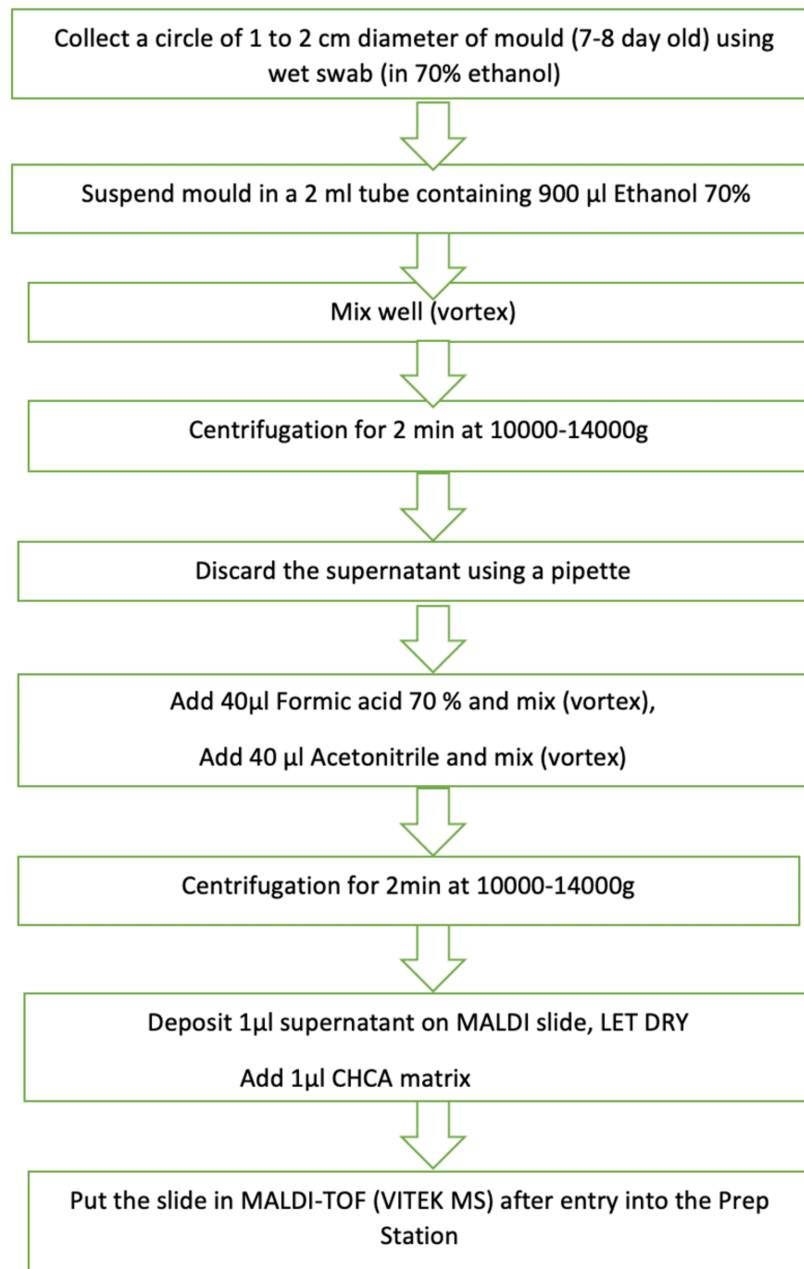 Collect a circle of 1 to 2 cm diameter of mould (7-8 day old) using
wet swab (in 70% ethanol)
Suspend mould in a 2 ml tube containing 900 µl Ethanol 70%
Mix well (vortex)
Centrifugation for 2 min at 10000-14000g
Discard the supernatant using a pipette
Add 40µl Formic acid 70 % and mix (vortex),
Add 40 µl Acetonitrile and mix (vortex)
Centrifugation for 2min at 10000-14000g
Deposit 1µl supernatant on MALDI slide, LET DRY
Add 1µl CHCA matrix
Put the slide in MALDI-TOF (VITEK MS) after entry into the Prep
Station